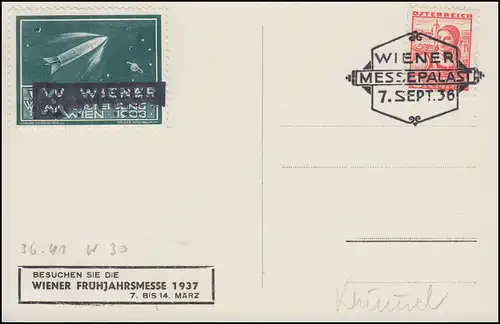 WIENER
WIEN 1933
ÖSTERREICH
WIENER
MESSEPALAST
7. SEPT. 36
36.41 W 30
BESUCHEN SIE DIE
WIENER FRÜHJAHRSMESSE 1937
7. BIS 14. MÄRZ